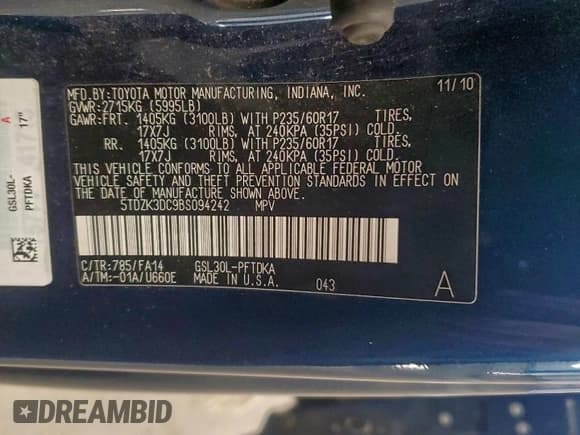 MFD.BY:TOYOTA MOTOR MANUFACTURING, INDIANA, INC. 11/10
GVWR:2715KG (5995LB)
GAWR:FRT. 1405KG (3100LB) WITH P235/60R17 TIRES,
17X7J RIMS, AT 240KPA (35PSI) COLD.
RR. 1405KG (3100LB) WITH P235/60R17 TIRES,
17X7J RIMS, AT 240KPA (35PSI) COLD.
THIS VEHICLE CONFORMS TO ALL APPLICABLE FEDERAL MOTOR
VEHICLE SAFETY AND THEFT PREVENTION STANDARDS IN EFFECT ON
THE DATE OF MANUFACTURE SHOWN ABOVE.
5TDZK3DC9BS094242 MPV
C/TR:785/FA14 GSL30L-PFTDKA
A/TM:-01A/U660E MADE IN U.S.A. 043 A
GSL30L-
PFTDKA
A
17"
DREAMBID